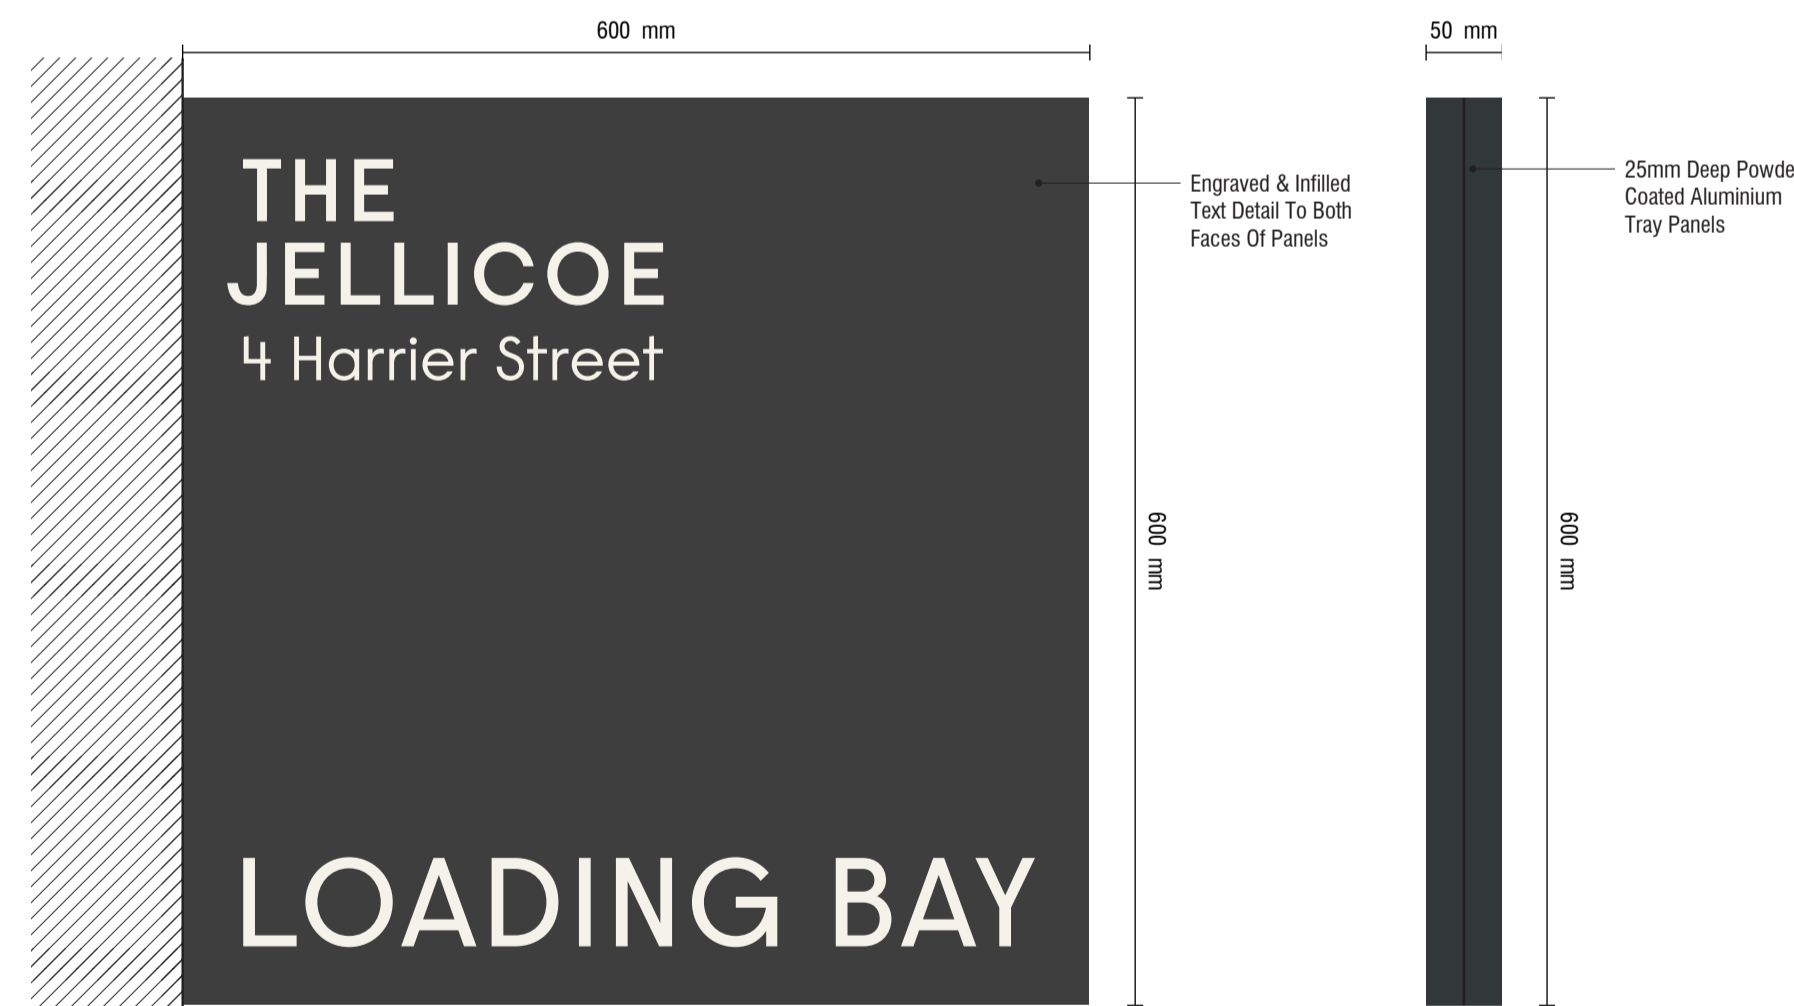 600 mm
50 mm
THE
JELLICOE
4 Harrier Street
LOADING BAY
Engraved & Infilled
Text Detail To Both
Faces Of Panels
600 mm
25mm Deep Powde
Coated Aluminium
Tray Panels
600 mm